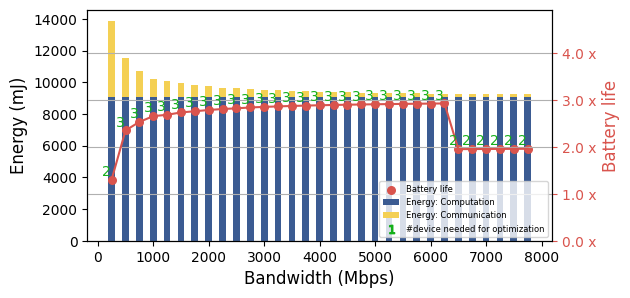 14000
12000
10000
8000
6000
4000
2000
0
Energy (mJ)
2 3 3 3 3 3 3 3 3 3 3 3 3 3 3 3 3 3 3 3 3 3 3 3 3 2 2 2 2 2 2
4.0 x
3.0 x
2.0 x
1.0 x
0.0 x
Battery life
Battery life
Energy: Computation
Energy: Communication
1 #device needed for optimization
0 1000 2000 3000 4000 5000 6000 7000 8000
Bandwidth (Mbps)